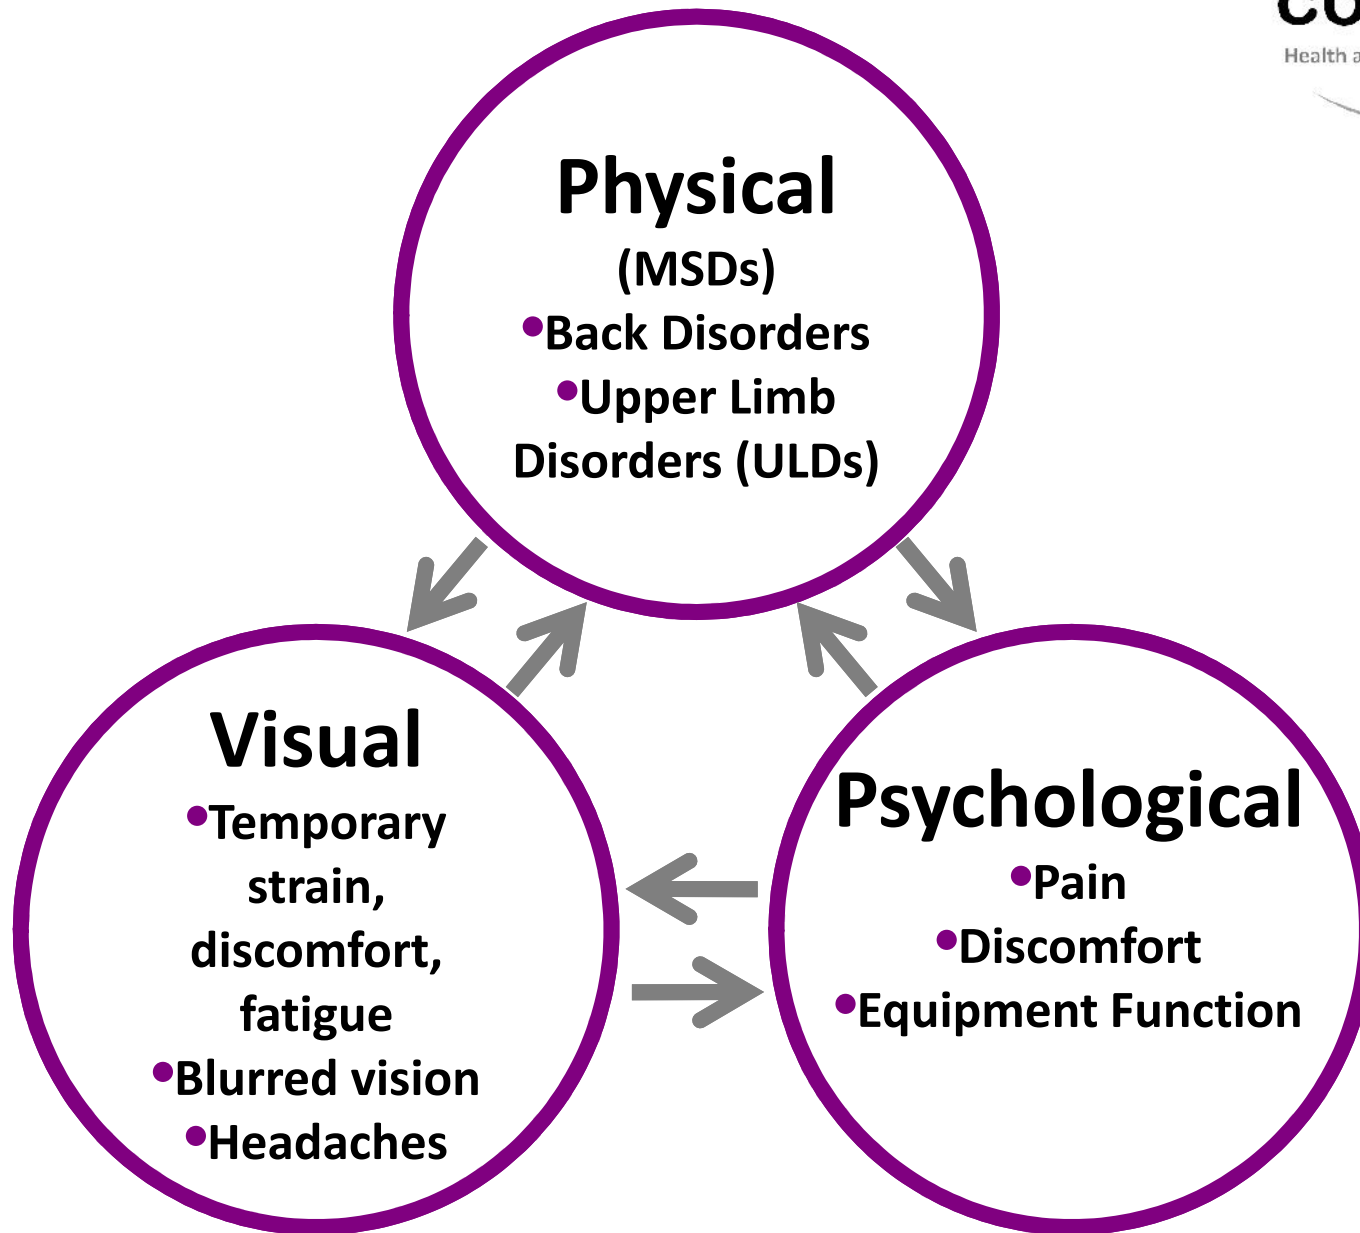 Health
Physical
(MSDs)
•Back Disorders
•Upper Limb
Disorders (ULDs)
Visual
•Temporary
strain,
discomfort,
fatigue
•Blurred vision
•Headaches
Psychological
•Pain
•Discomfort
•Equipment Function